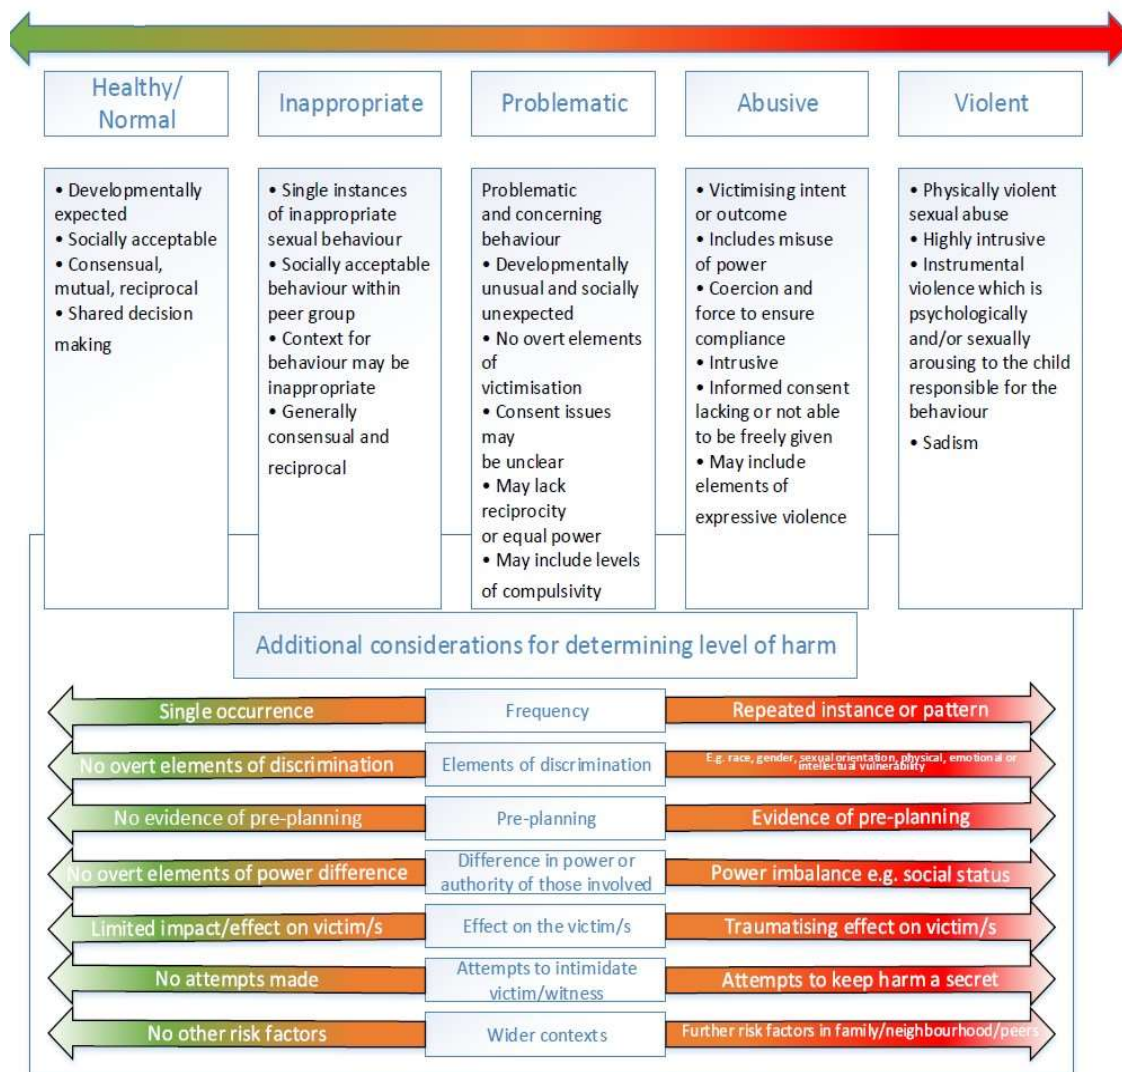 Healthy/
Normal
Inappropriate
Problematic
Abusive
Violent
• Developmentally
expected
• Socially acceptable
• Consensual,
mutual, reciprocal
• Shared decision
making
• Single instances
of inappropriate
sexual behaviour
• Socially acceptable
behaviour within
peer group
• Context for
behaviour may be
inappropriate
• Generally
consensual and
reciprocal
Problematic
and concerning
behaviour
• Developmentally
unusual and socially
unexpected
• No overt elements
of
victimisation
• Consent issues
may
be unclear
• May lack
reciprocity
or equal power
• May include levels
of compulsivity
• Victimising intent
or outcome
• Includes misuse
of power
• Coercion and
force to ensure
compliance
• Intrusive
• Informed consent
lacking or not able
to be freely given
• May include
elements of
expressive violence
• Physically violent
sexual abuse
• Highly intrusive
• Instrumental
violence which is
psychologically
and/or sexually
arousing to the child
responsible for the
behaviour
• Sadism
Additional considerations for determining level of harm
Single occurrence
Frequency
Repeated instance or pattern
No overt elements of discrimination
Elements of discrimination
E.g. race, gender, sexual orientation, physical, emotional or
intellectual vulnerability
No evidence of pre-planning
Pre-planning
Evidence of pre-planning
No overt elements of power difference
Difference in power or
authority of those involved
Power imbalance e.g. social status
Limited impact/effect on victim/s
Effect on the victim/s
Traumatising effect on victim/s
No attempts made
Attempts to intimidate
victim/witness
Attempts to keep harm a secret
No other risk factors
Wider contexts
Further risk factors in family/neighbourhood/peers